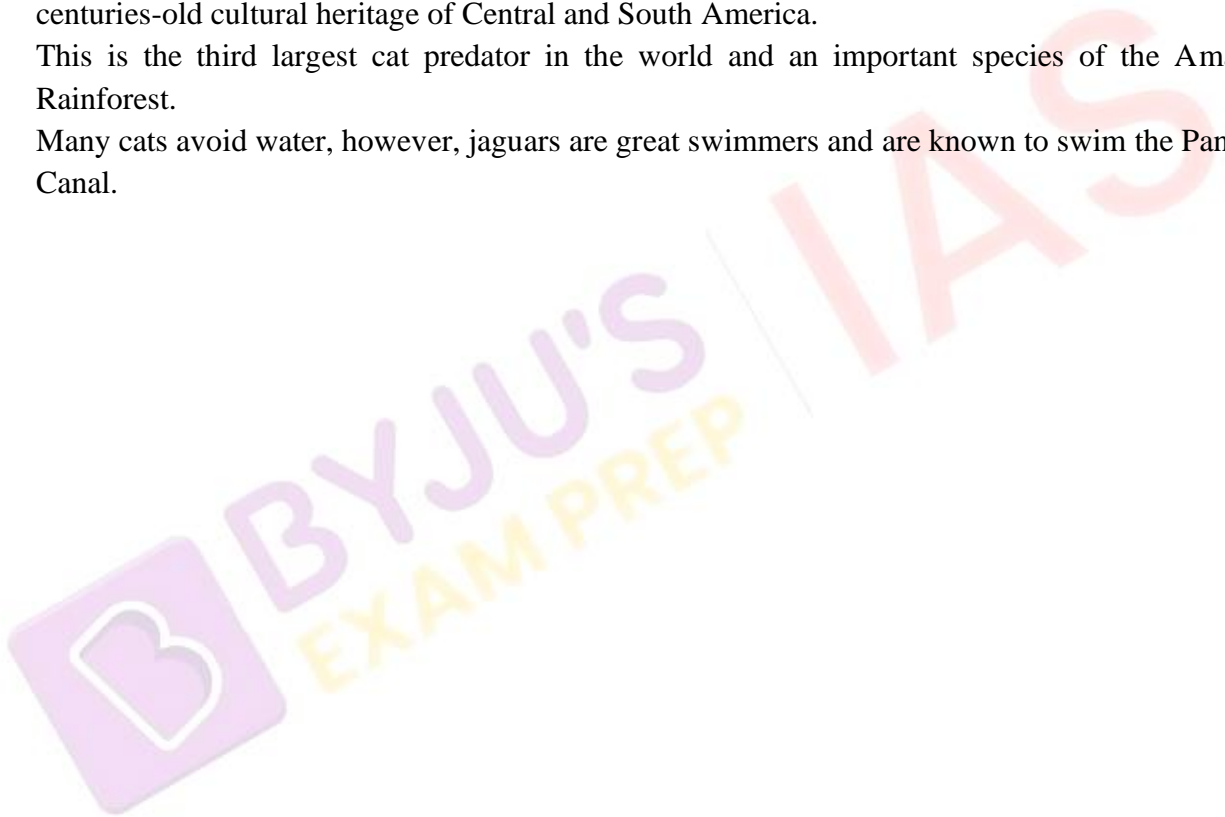 centuries-old cultural heritage of Central and South America.
This is the third largest cat predator in the world and an important species of the
Rainforest.
Many cats avoid water, however, jaguars are great swimmers and are known to swim the
Canal.
BYJU'S
EXAM PREP
IAS
B